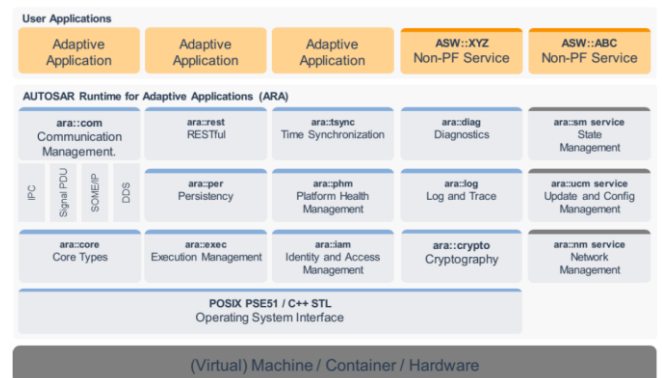 User Applications
Adaptive
Application
Adaptive
Application
Adaptive
Application
ASW::XYZ
Non-PF Service
ASW::ABC
Non-PF Service
AUTOSAR Runtime for Adaptive Applications (ARA)
ara::com
Communication
Management.
ara::rest
RESTful
ara::tsync
Time Synchronization
ara::diag
Diagnostics
ara::sm service
State
Management
IPC
Signal PDU
SOME/IP
DDS
ara::per
Persistency
ara::phm
Platform Health
Management
ara::log
Log and Trace
ara::ucm service
Update and Config
Management
ara::core
Core Types
ara::exec
Execution Management
ara::iam
Identity and Access
Management
ara::crypto
Cryptography
ara::nm service
Network
Management
POSIX PSE51 / C++ STL
Operating System Interface
(Virtual) Machine / Container / Hardware